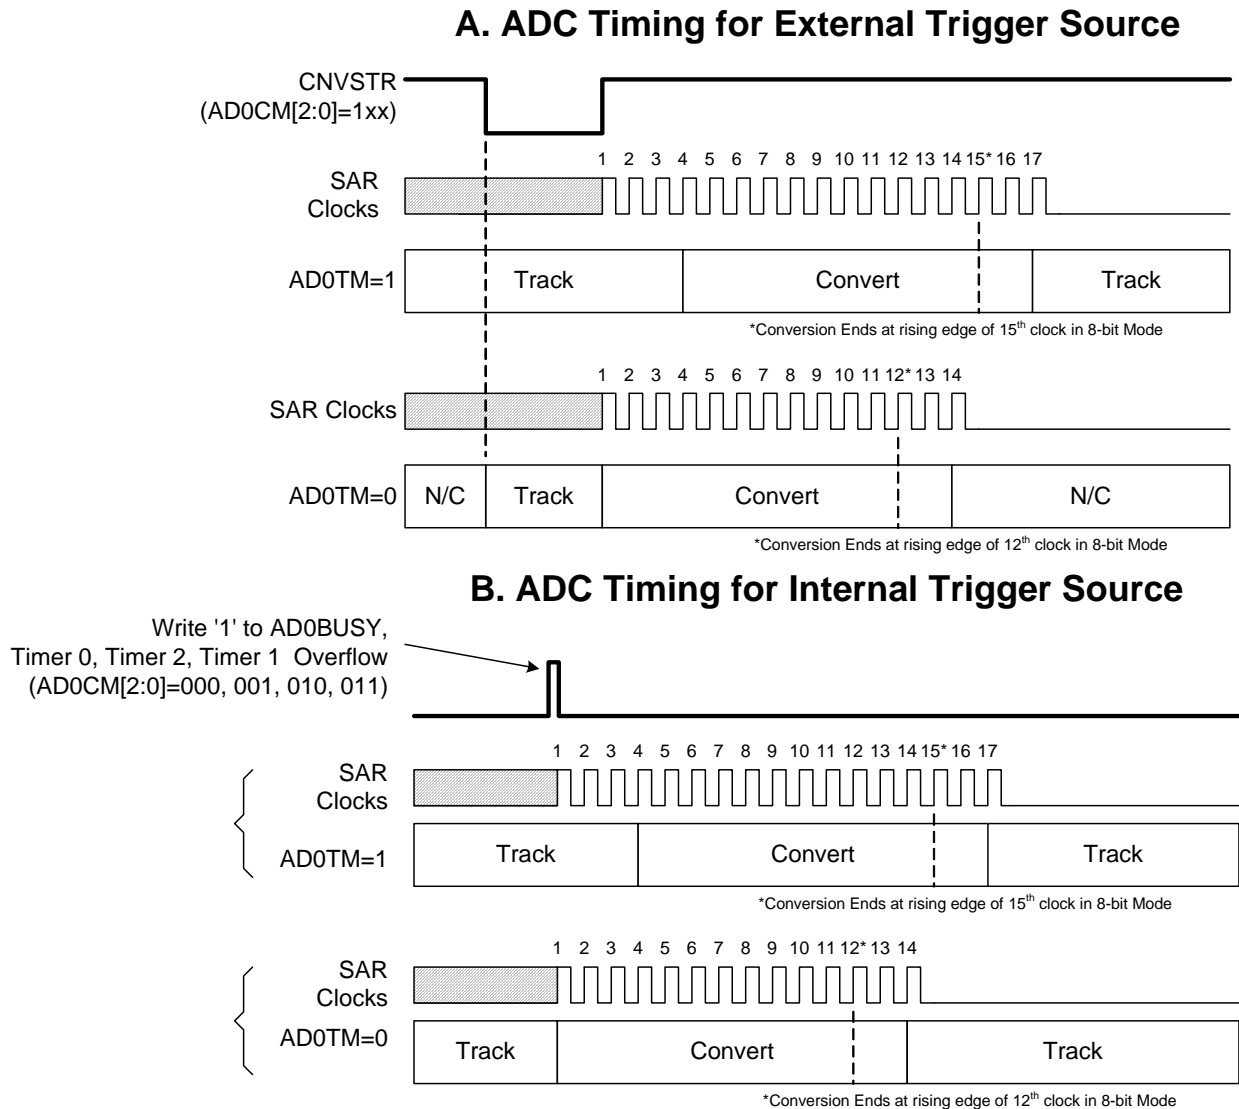 A. ADC Timing for External Trigger Source
CNVSTR
(AD0CM[2:0]=1xx)
1 2 3 4 5 6 7 8 9 10 11 12 13 14 15* 16 17
SAR
Clocks
AD0TM=1 Track Convert Track
*Conversion Ends at rising edge of 15th clock in 8-bit Mode
1 2 3 4 5 6 7 8 9 10 11 12* 13 14
SAR Clocks
AD0TM=0 N/C Track Convert N/C
*Conversion Ends at rising edge of 12th clock in 8-bit Mode
B. ADC Timing for Internal Trigger Source
Write '1' to AD0BUSY,
Timer 0, Timer 2, Timer 1 Overflow
(AD0CM[2:0]=000, 001, 010, 011)
1 2 3 4 5 6 7 8 9 10 11 12 13 14 15* 16 17
SAR
Clocks
AD0TM=1 Track Convert Track
*Conversion Ends at rising edge of 15th clock in 8-bit Mode
1 2 3 4 5 6 7 8 9 10 11 12* 13 14
SAR
Clocks
AD0TM=0 Track Convert Track
*Conversion Ends at rising edge of 12th clock in 8-bit Mode